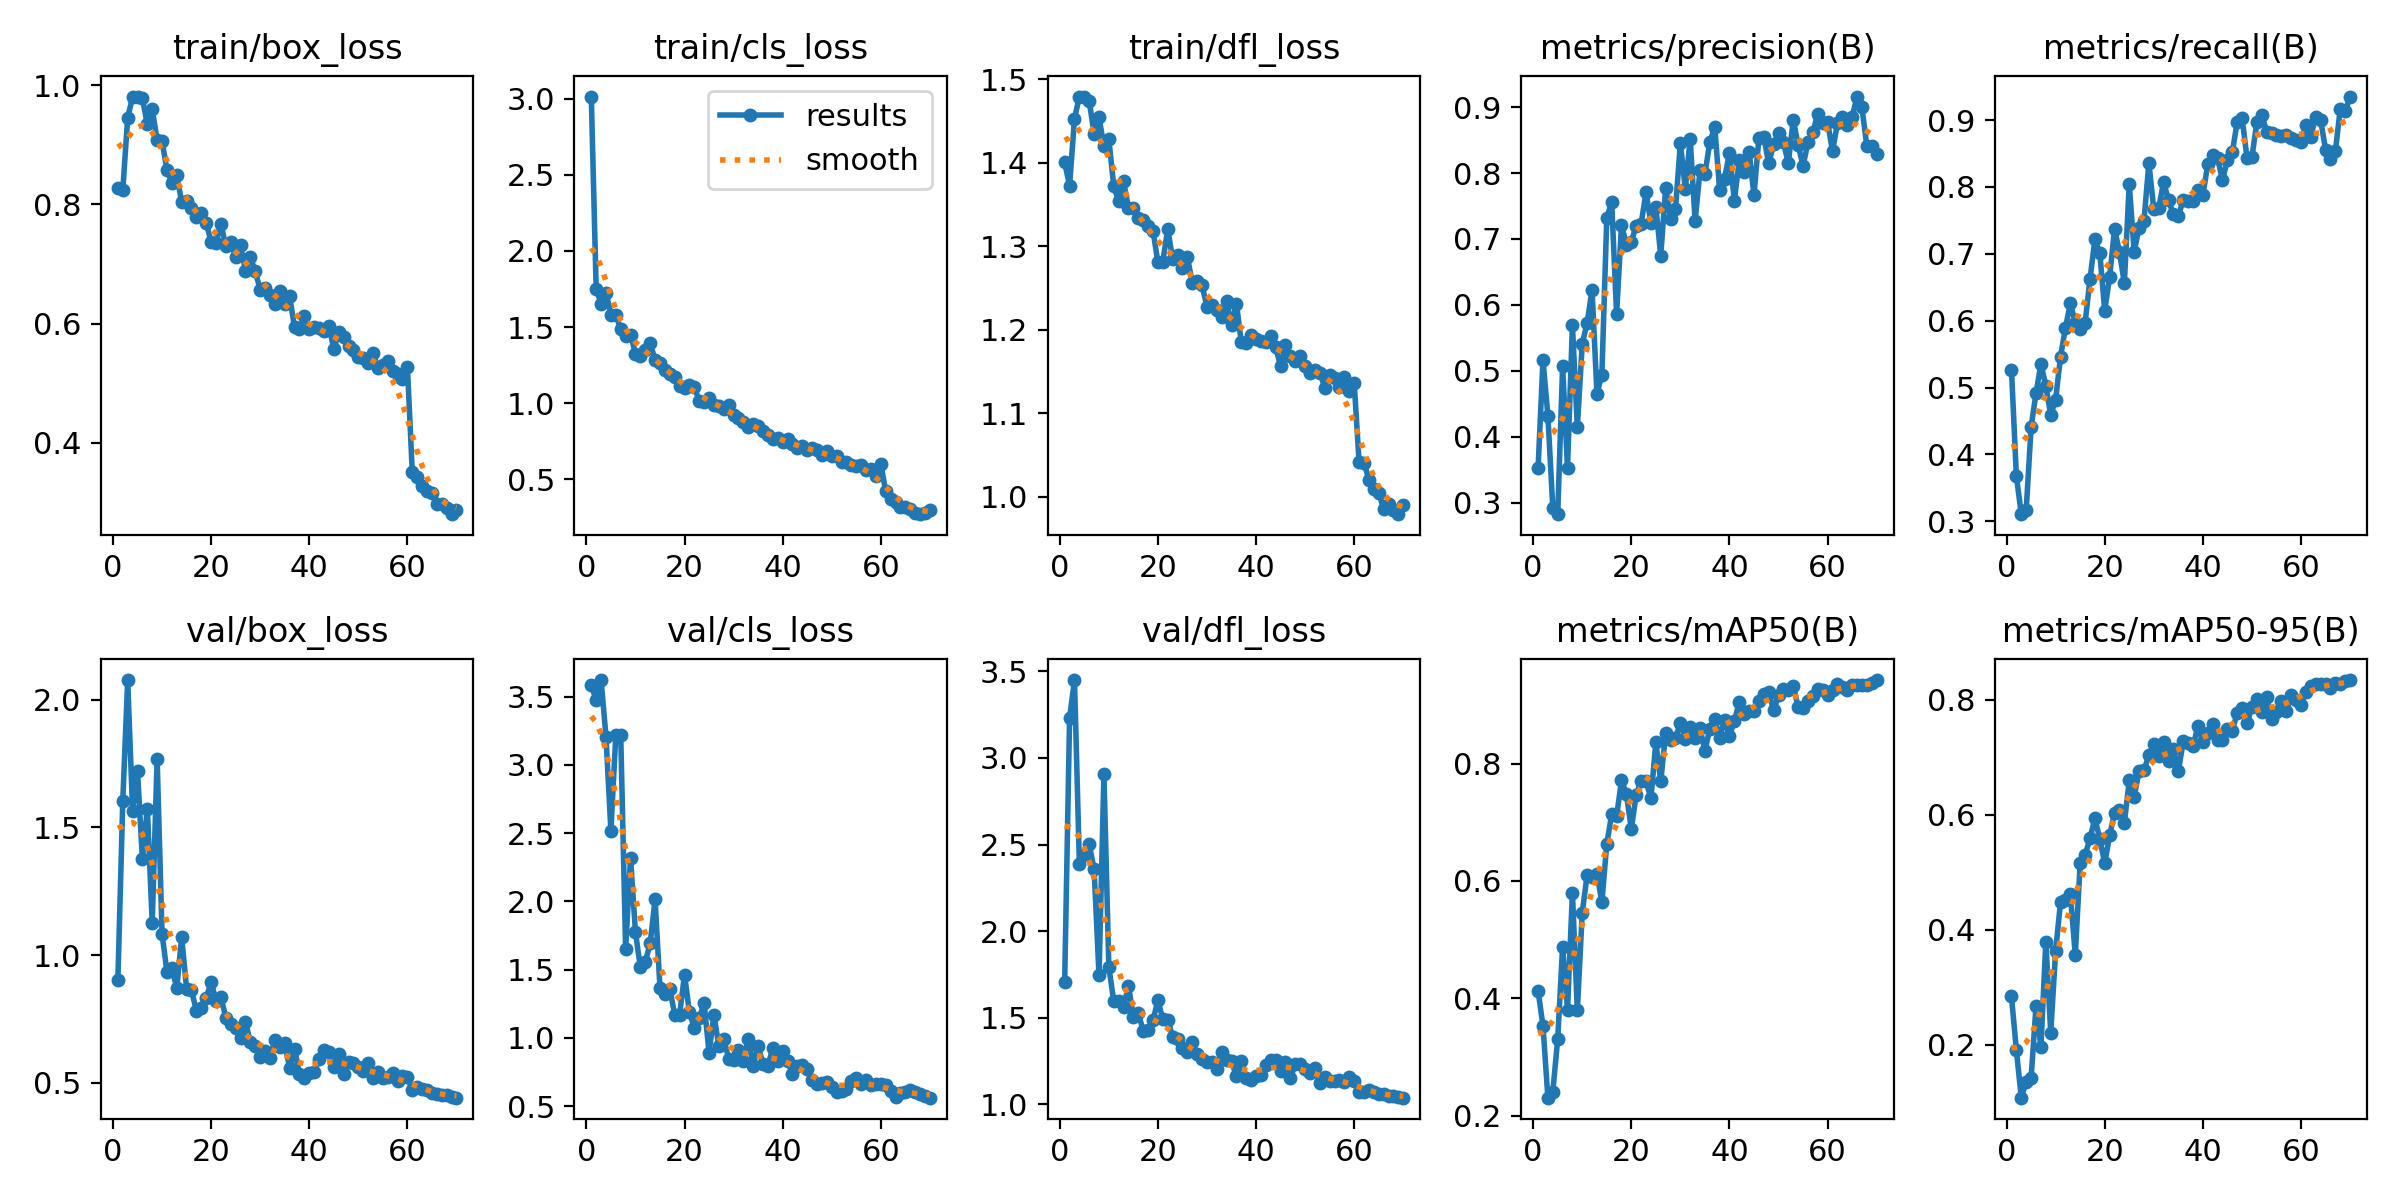 train/box_loss
train/cls_loss
train/dfl_loss
metrics/precision(B)
metrics/recall(B)
1.0
0.8
0.6
0.4
0 20 40 60
3.0
2.5
2.0
1.5
1.0
0.5
0 20 40 60
results
smooth
1.5
1.4
1.3
1.2
1.1
1.0
0 20 40 60
0.9
0.8
0.7
0.6
0.5
0.4
0.3
0 20 40 60
0.9
0.8
0.7
0.6
0.5
0.4
0.3
0 20 40 60
val/box_loss
val/cls_loss
val/dfl_loss
metrics/mAP50(B)
metrics/mAP50-95(B)
2.0
1.5
1.0
0.5
0 20 40 60
3.5
3.0
2.5
2.0
1.5
1.0
0.5
0 20 40 60
3.5
3.0
2.5
2.0
1.5
1.0
0 20 40 60
0.8
0.6
0.4
0.2
0 20 40 60
0.8
0.6
0.4
0.2
0 20 40 60